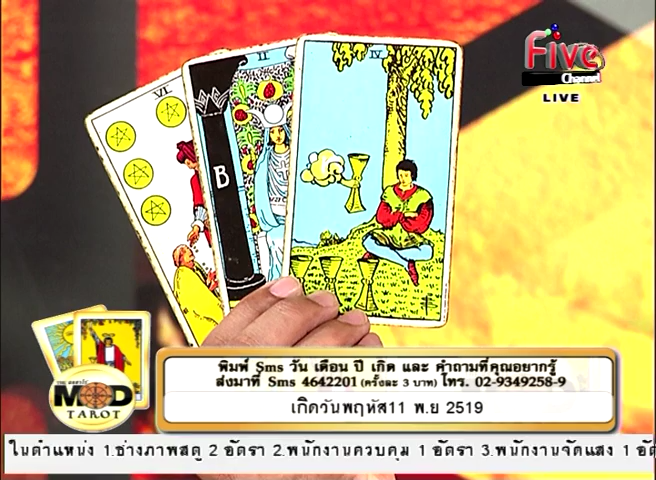 VI
II
IV
B
Five
Channel
LIVE
MOD
TAROT
พิมพ์ Sms วัน เดือน ปี เกิด และ คำถามที่คุณอยากรู้
ส่งมาที่ Sms 4642201 (ครั้งละ 3 บาท) โทร. 02-9349258-9
เกิดวันพฤหัส11 พ.ย 2519
ในตำแหน่ง 1.ช่างภาพสตู 2 อัตรา 2.พนักงานควบคุม 1 อัตรา 3.พนักงานจัดแสง 1 อัต